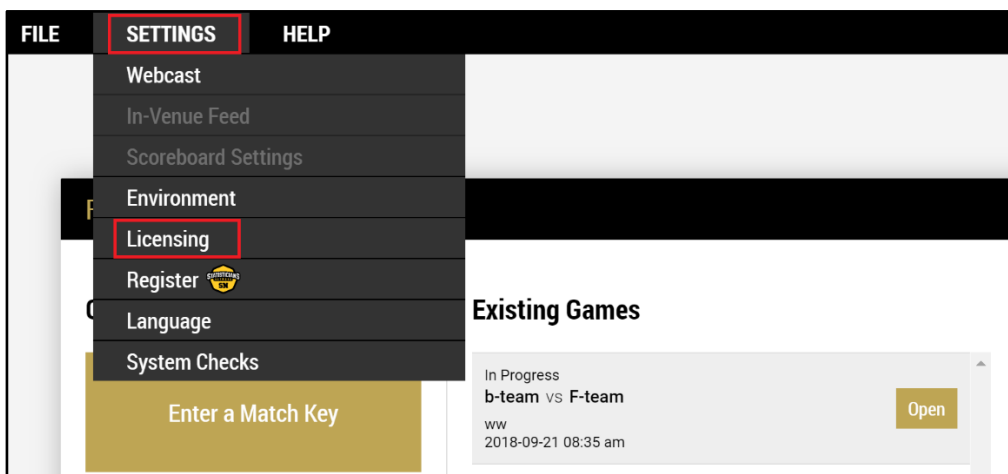 FILE SETTINGS HELP
Webcast
In-Venue Feed
Scoreboard Settings
Environment
Licensing
Register
Language
System Checks
Existing Games
Enter a Match Key
In Progress
b-team vs F-team
ww
2018-09-21 08:35 am
Open